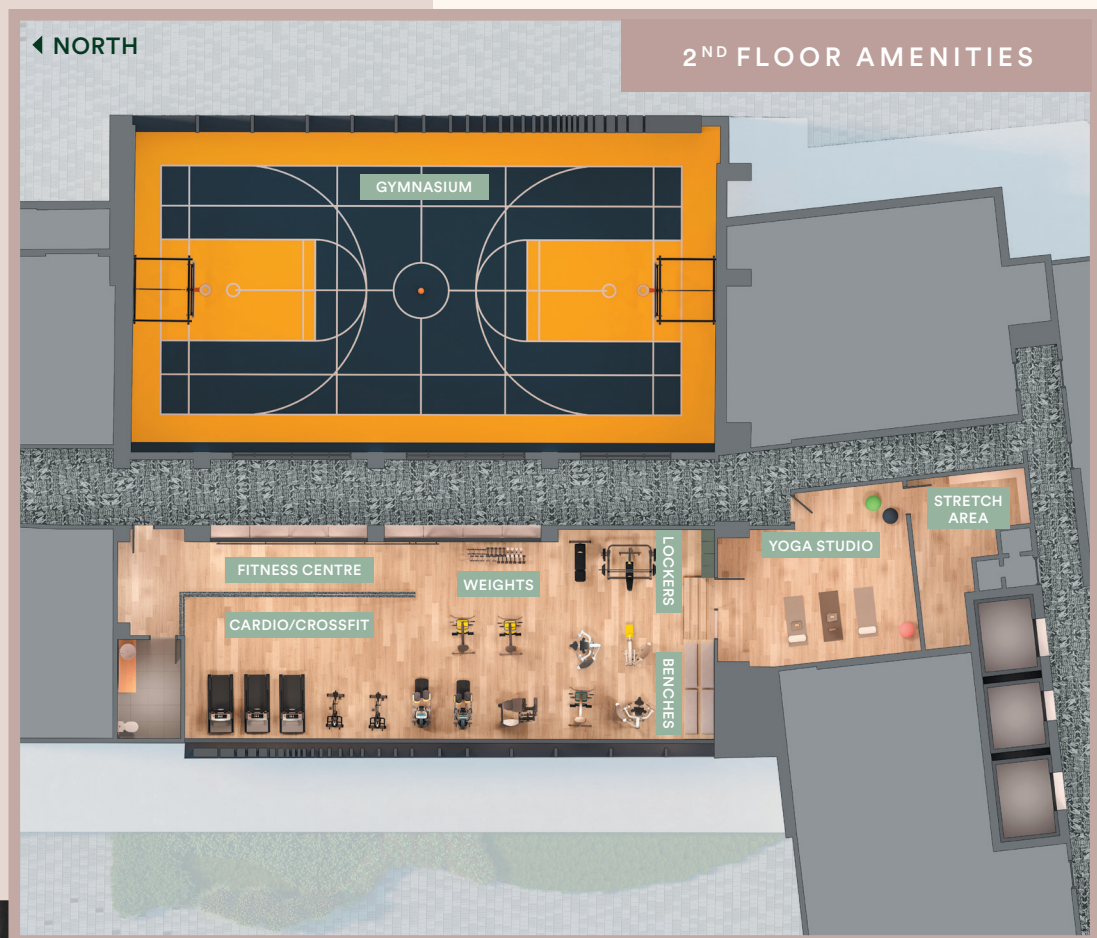 NORTH
2ND FLOOR AMENITIES
GYMNASIUM
STRETCH
AREA
YOGA STUDIO
LOCKERS
FITNESS CENTRE
WEIGHTS
CARDIO/CROSSFIT
BENCHES